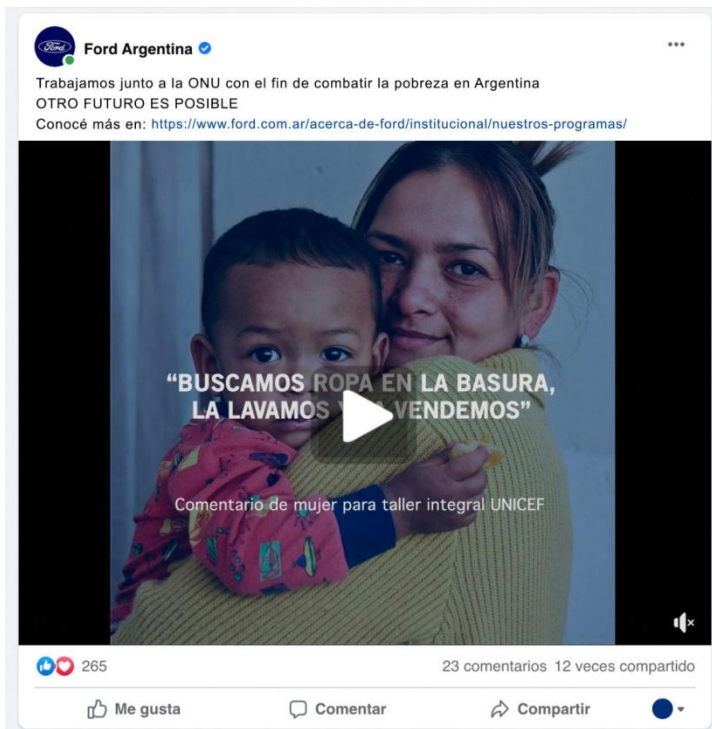 Ford
Ford Argentina
Trabajamos junto a la ONU con el fin de combatir la pobreza en Argentina
OTRO FUTURO ES POSIBLE
Conocé más en: https://www.ford.com.ar/acerca-de-ford/institucional/nuestros-programas/
“BUSCAMOS ROPA EN LA BASURA,
LA LAVAMOS Y LA VENDEMOS”
Comentario de mujer para taller integral UNICEF
265
23 comentarios 12 veces compartido
Me gusta
Comentar
Compartir